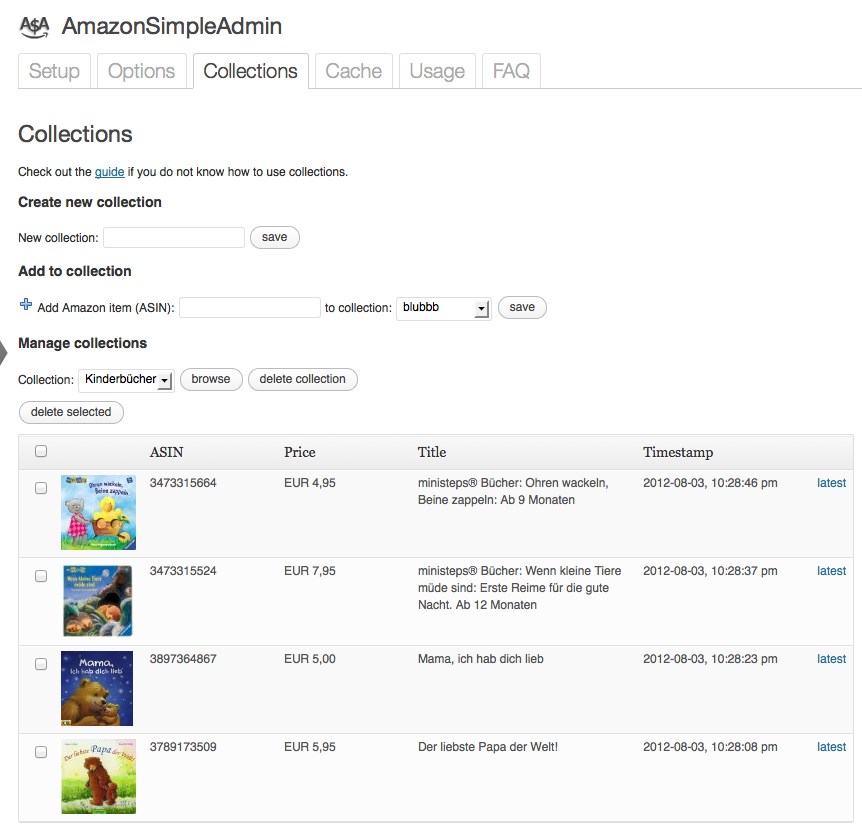 A$A AmazonSimpleAdmin
Setup Options Collections Cache Usage FAQ
Collections
Check out the guide if you do not know how to use collections.
Create new collection
New collection: save
Add to collection
Add Amazon item (ASIN): to collection: blubbb save
Manage collections
Collection: Kinderbücher browse delete collection
delete selected
ASIN Price Title Timestamp
Ohren wackeln,
Beine zappeln
3473315664 EUR 4,95 ministeps® Bücher: Ohren wackeln, 2012-08-03, 10:28:46 pm latest
Beine zappeln: Ab 9 Monaten
Wenn kleine Tiere
müde sind
3473315524 EUR 7,95 ministeps® Bücher: Wenn kleine Tiere 2012-08-03, 10:28:37 pm latest
müde sind: Erste Reime für die gute
Nacht. Ab 12 Monaten
Mama,
ich hab dich lieb
3897364867 EUR 5,00 Mama, ich hab dich lieb 2012-08-03, 10:28:23 pm latest
Der liebste Papa der Welt!
3789173509 EUR 5,95 Der liebste Papa der Welt! 2012-08-03, 10:28:08 pm latest